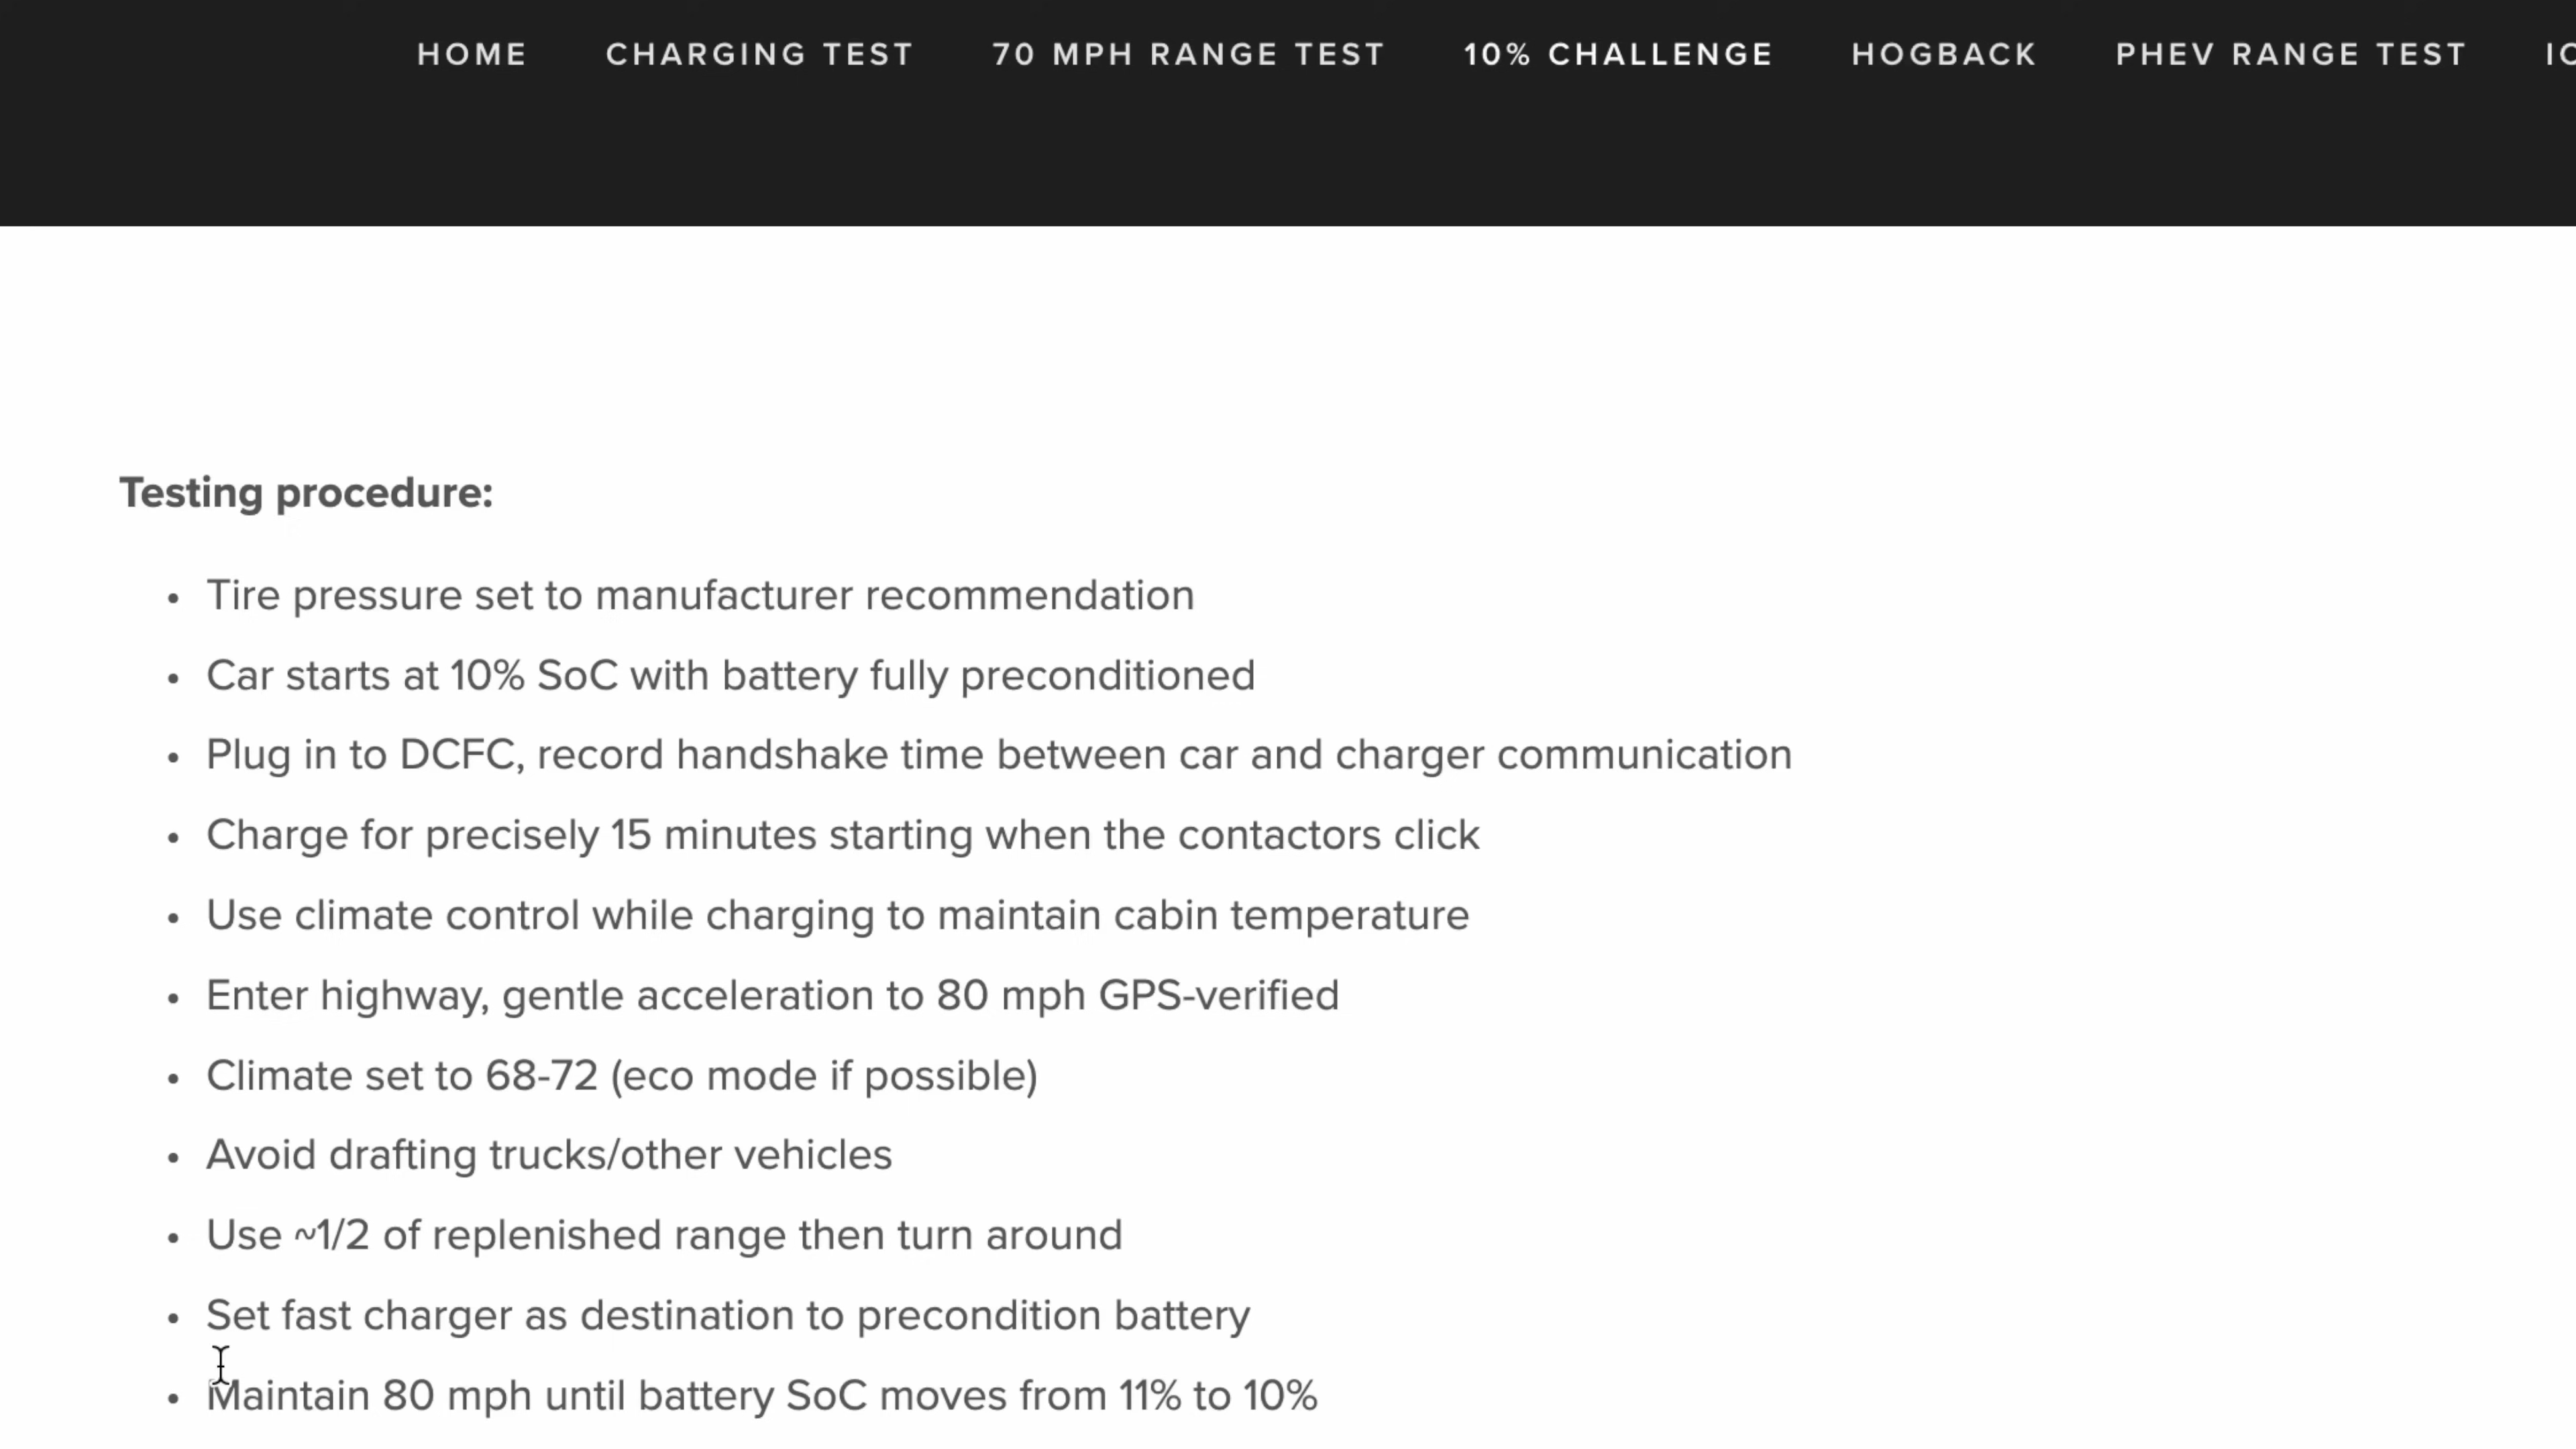 HOME CHARGING TEST 70 MPH RANGE TEST 10% CHALLENGE HOGBACK PHEV RANGE TEST
Testing procedure:
• Tire pressure set to manufacturer recommendation
• Car starts at 10% SoC with battery fully preconditioned
• Plug in to DCFC, record handshake time between car and charger communication
• Charge for precisely 15 minutes starting when the contactors click
• Use climate control while charging to maintain cabin temperature
• Enter highway, gentle acceleration to 80 mph GPS-verified
• Climate set to 68-72 (eco mode if possible)
• Avoid drafting trucks/other vehicles
• Use ~1/2 of replenished range then turn around
• Set fast charger as destination to precondition battery
• Maintain 80 mph until battery SoC moves from 11% to 10%